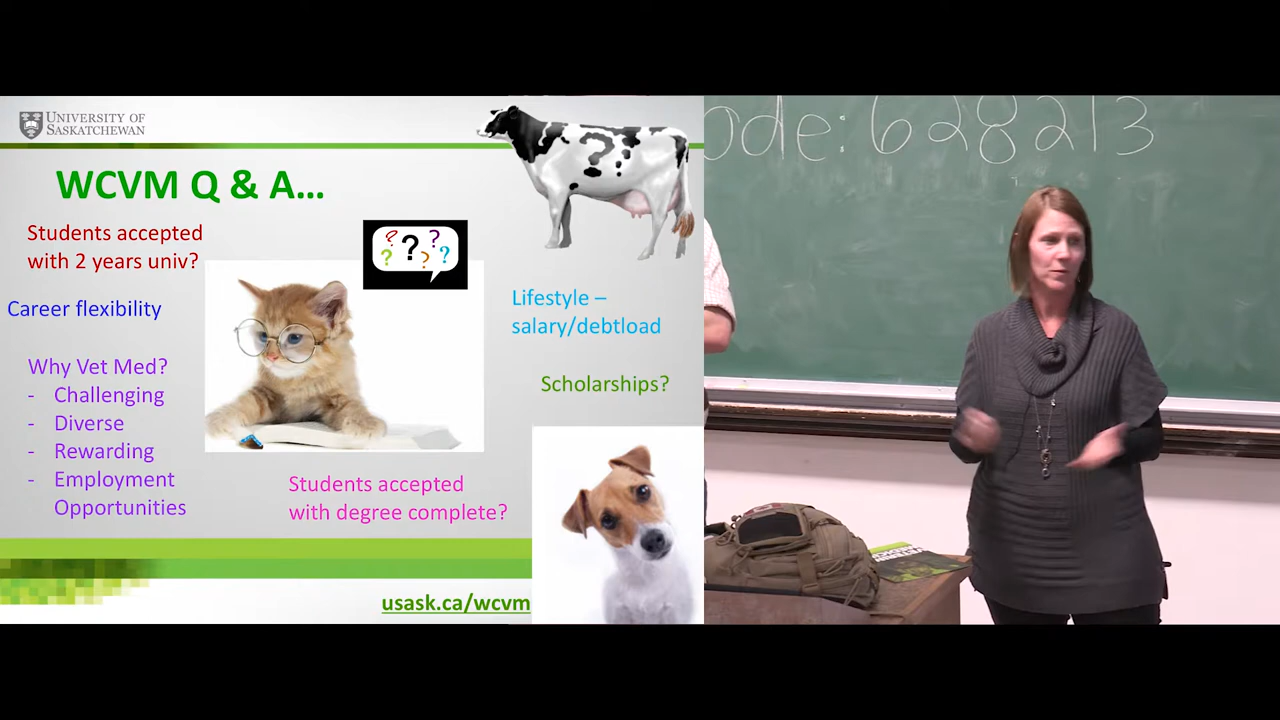 UNIVERSITY OF
SASKATCHEWAN
WCVM Q & A...
Students accepted
with 2 years univ?
? ? ? ? ? ?
Career flexibility
Lifestyle –
salary/debtload
Why Vet Med?
- Challenging
- Diverse
- Rewarding
- Employment
Opportunities
Scholarships?
Students accepted
with degree complete?
usask.ca/wcvm
ode: 628213